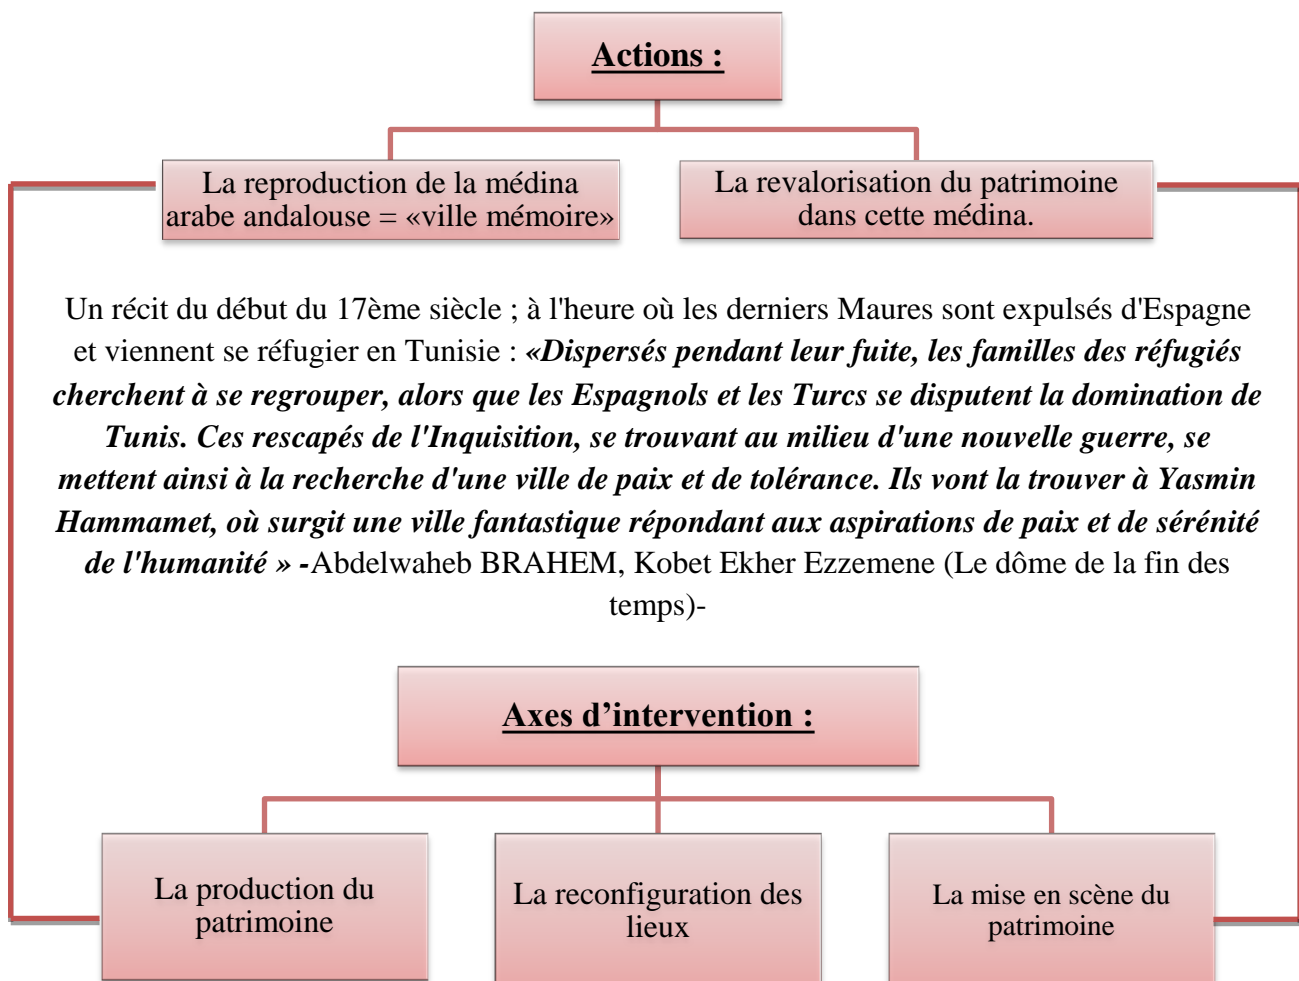 Actions :
La reproduction de la médina
arabe andalouse = «ville mémoire»
La revalorisation du patrimoine
dans cette médina.
Un récit du début du 17ème siècle ; à l'heure où les derniers Maures sont expulsés d'Espagne
et viennent se réfugier en Tunisie : «Dispersés pendant leur fuite, les familles des réfugiés
cherchent à se regrouper, alors que les Espagnols et les Turcs se disputent la domination de
Tunis. Ces rescapés de l'Inquisition, se trouvant au milieu d'une nouvelle guerre, se
mettent ainsi à la recherche d'une ville de paix et de tolérance. Ils vont la trouver à Yasmin
Hammamet, où surgit une ville fantastique répondant aux aspirations de paix et de sérénité
de l'humanité » -Abdelwaheb BRAHEM, Kobet Ekher Ezzemene (Le dôme de la fin des
temps)-
Axes d’intervention :
La production du
patrimoine
La reconfiguration des
lieux
La mise en scène du
patrimoine